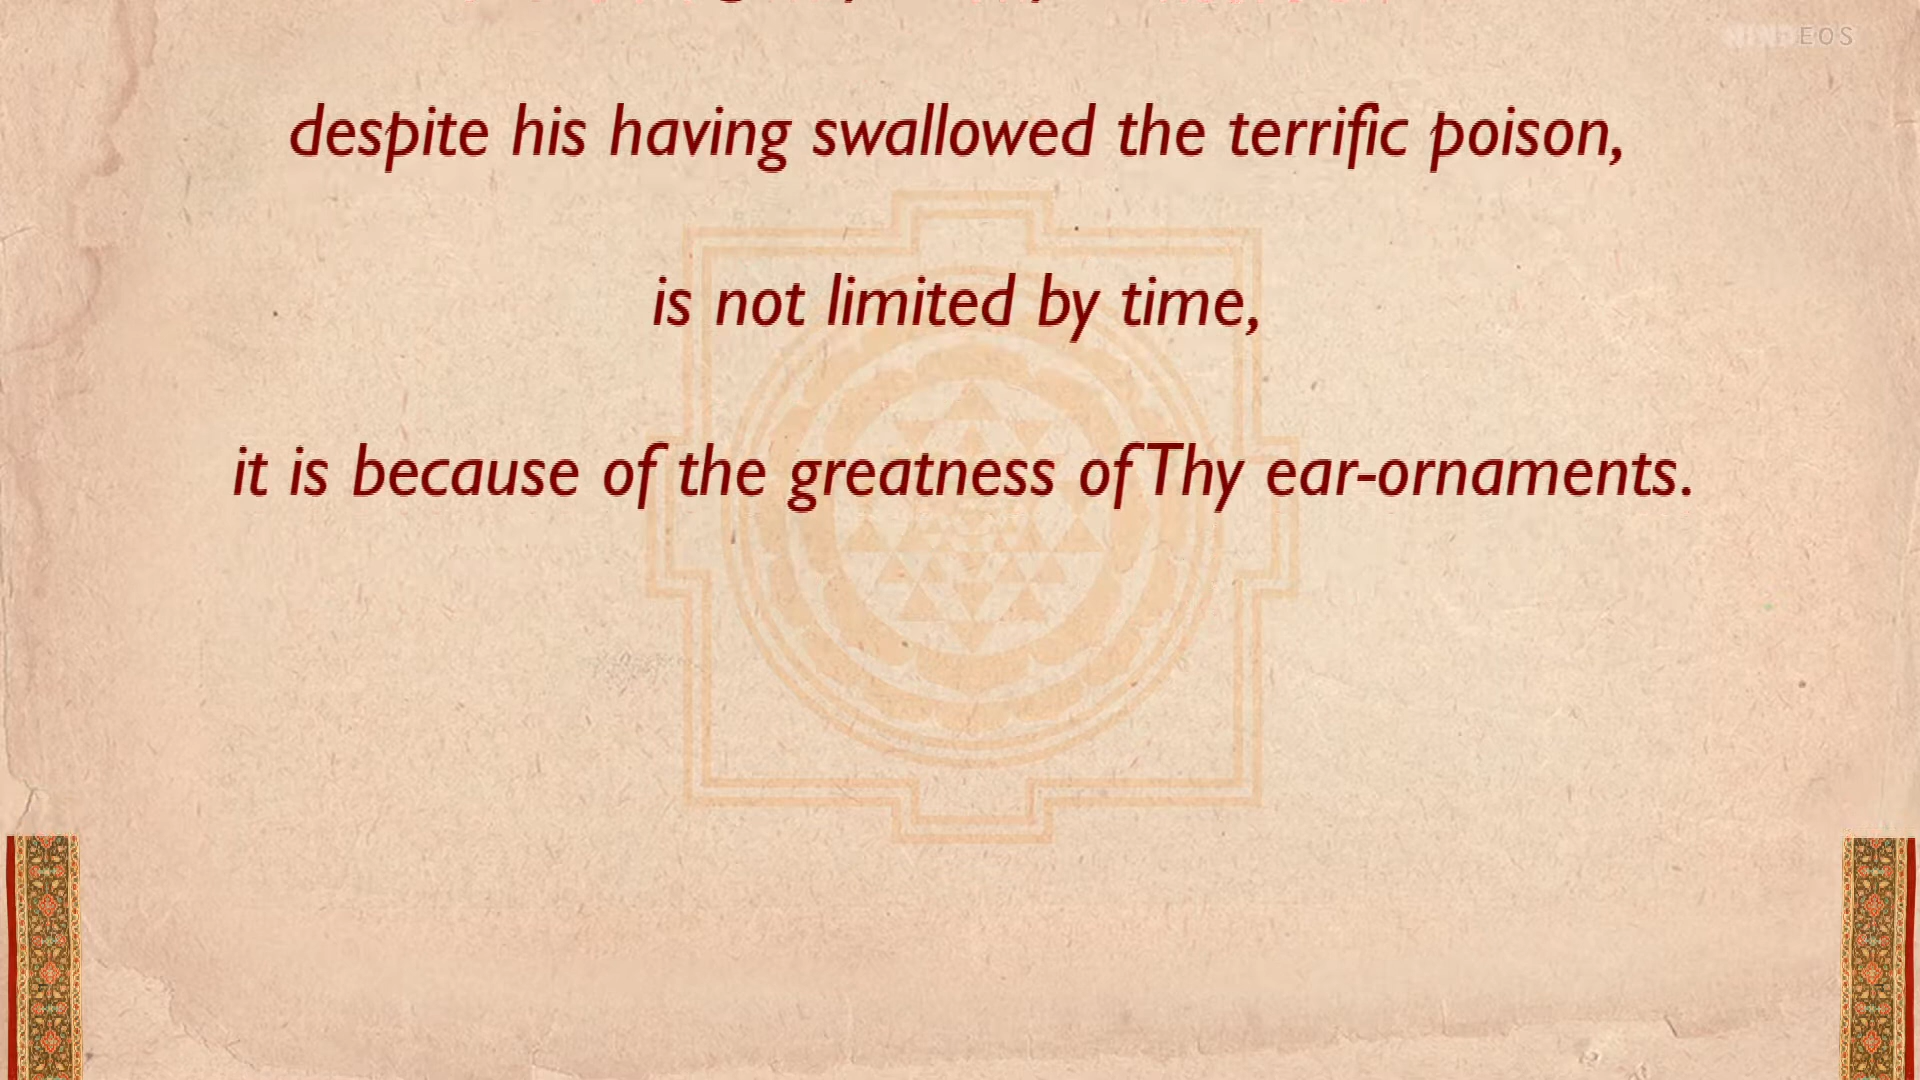 EOS
despite his having swallowed the terrific poison,
is not limited by time,
it is because of the greatness of Thy ear-ornaments.